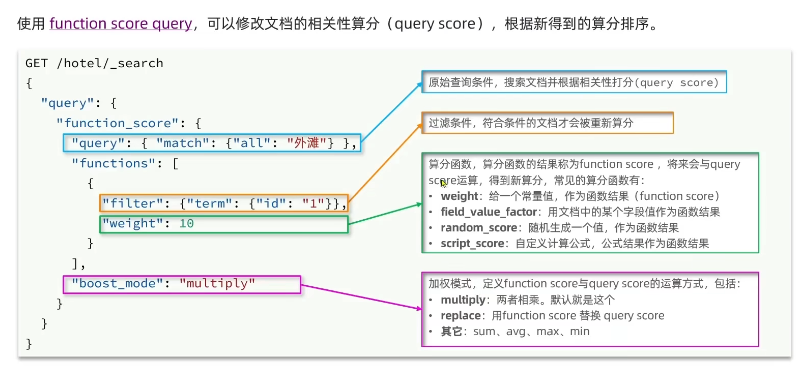 使用 function score query，可以修改文档的相关性算分（query score），根据新得到的算分排序。
GET /hotel/_search
{
"query": {
"function_score": {
"query": { "match": {"all": "外滩"} },
"functions": [
{
"filter": {"term": {"id": "1"}},
"weight": 10
}
],
"boost_mode": "multiply"
}
}
}
原始查询条件，搜索文档并根据相关性打分(query score)
过滤条件，符合条件的文档才会被重新算分
算分函数，算分函数的结果称为function score ，将来会与query
score运算，得到新算分，常见的算分函数有：
• weight：给一个常量值，作为函数结果（function score）
• field_value_factor：用文档中的某个字段值作为函数结果
• random_score：随机生成一个值，作为函数结果
• script_score：自定义计算公式，公式结果作为函数结果
加权模式，定义function score与query score的运算方式，包括：
• multiply：两者相乘。默认就是这个
• replace：用function score 替换 query score
• 其它：sum、avg、max、min